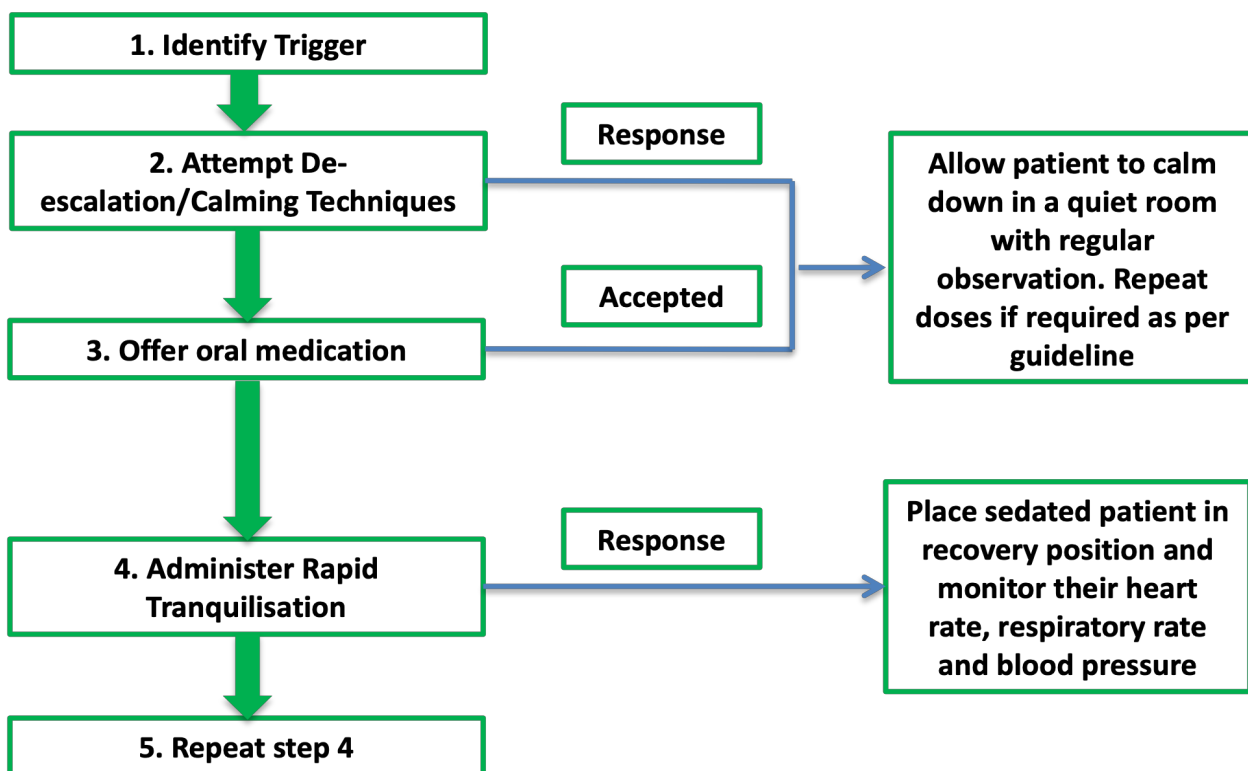 1. Identify Trigger
2. Attempt De-
escalation/Calming Techniques
Response
Allow patient to calm
down in a quiet room
with regular
observation. Repeat
doses if required as per
guideline
Accepted
3. Offer oral medication
4. Administer Rapid
Tranquilisation
Response
Place sedated patient in
recovery position and
monitor their heart
rate, respiratory rate
and blood pressure
5. Repeat step 4